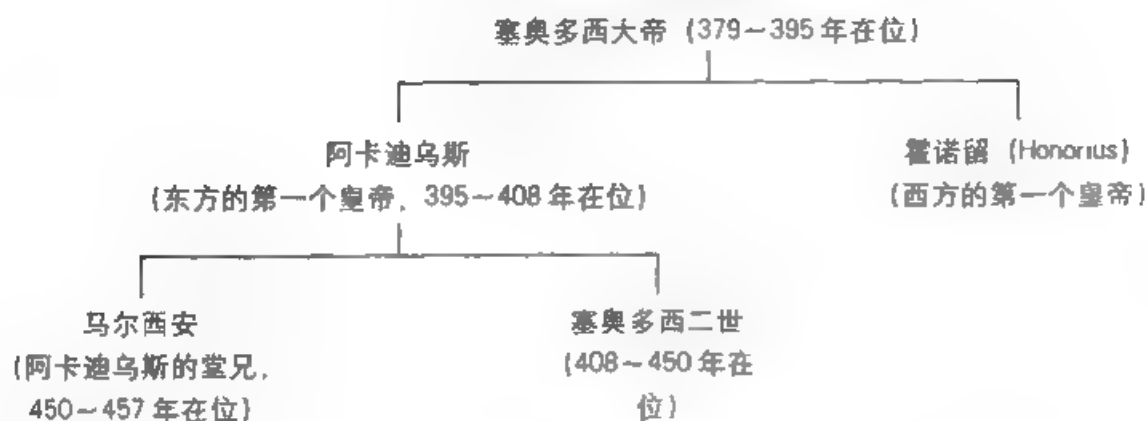 塞奥多西大帝（379～395年在位）
阿卡迪乌斯
（东方的第一个皇帝，395～408年在位）
霍诺留（Honorius）
（西方的第一个皇帝）
马尔西安
（阿卡迪乌斯的堂兄，
450～457年在位）
塞奥多西二世
（408～450年在
位）